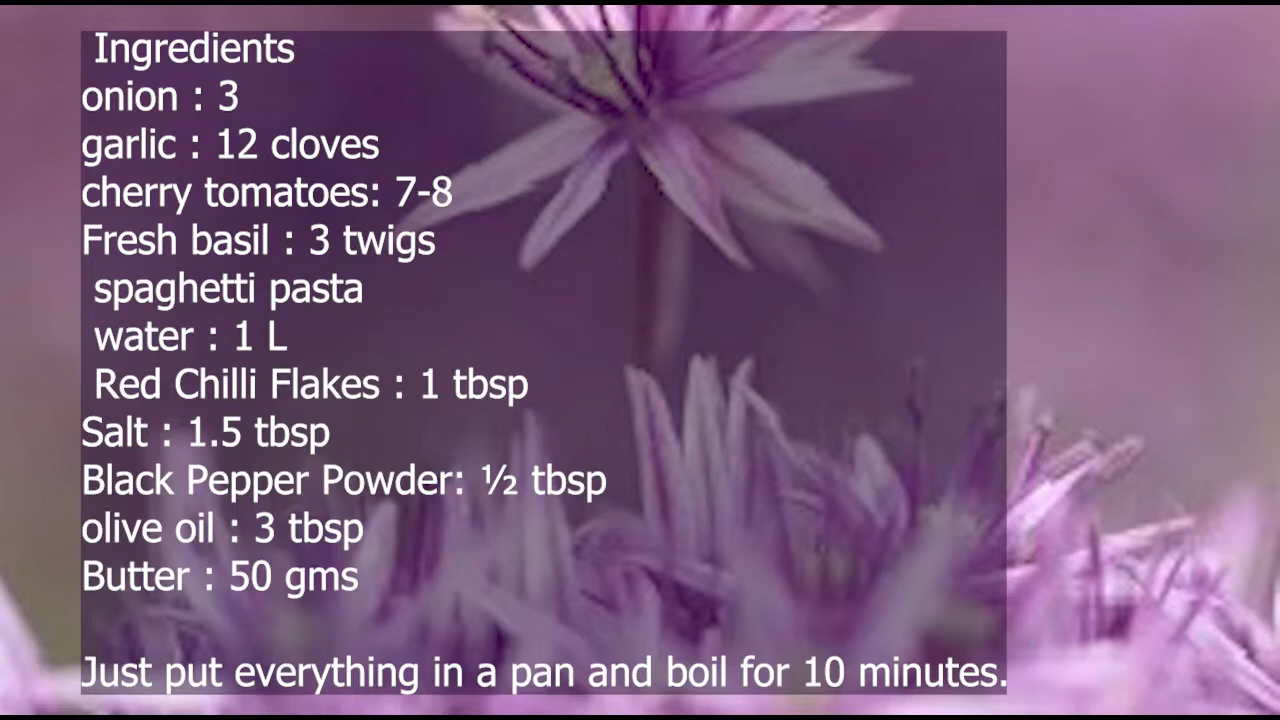 Ingredients
onion : 3
garlic : 12 cloves
cherry tomatoes: 7-8
Fresh basil : 3 twigs
spaghetti pasta
water : 1 L
Red Chilli Flakes : 1 tbsp
Salt : 1.5 tbsp
Black Pepper Powder: ½ tbsp
olive oil : 3 tbsp
Butter : 50 gms
Just put everything in a pan and boil for 10 minutes.